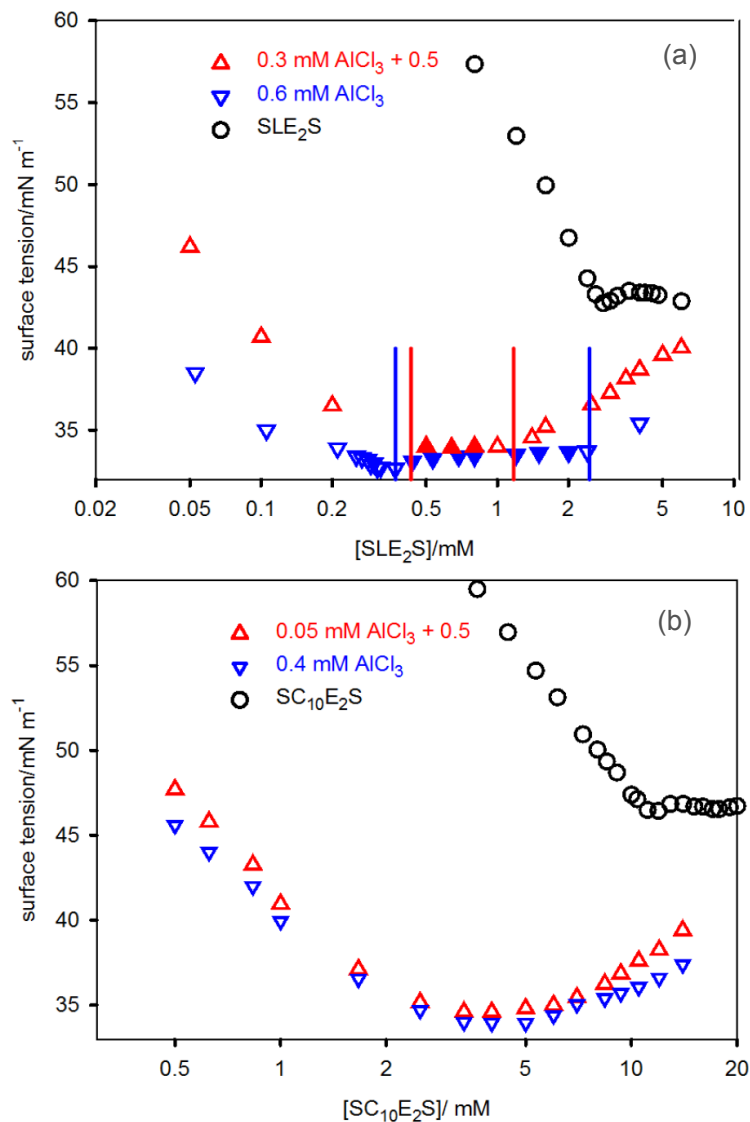 60
(a)
0.3 mM AlCl₃ + 0.5
55
0.6 mM AlCl₃
SLE₂S
50
45
40
35
surface tension/mN m⁻¹
0.02 0.05 0.1 0.2 0.5 1 2 5 10
[SLE₂S]/mM
60
(b)
0.05 mM AlCl₃ + 0.5
0.4 mM AlCl₃
55
SC₁₀E₂S
50
45
40
35
surface tension/mN m⁻¹
0.5 1 2 5 10 20
[SC₁₀E₂S]/ mM